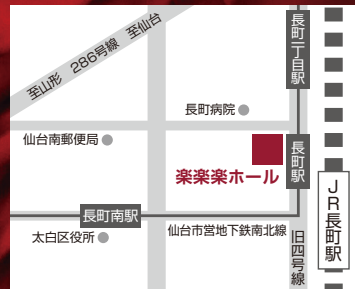 至山形 286号線 至仙台
長町一丁目駅
長町病院
仙台南郵便局
長町駅
楽楽楽ホール
JR長町駅
長町南駅
仙台市営地下鉄南北線
太白区役所
旧四号線